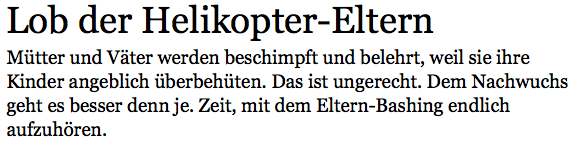 Lob der Helikopter-Eltern
Mütter und Väter werden beschimpft und belehrt, weil sie ihre
Kinder angeblich überbehüten. Das ist ungerecht. Dem Nachwuchs
geht es besser denn je. Zeit, mit dem Eltern-Bashing endlich
aufzuhören.